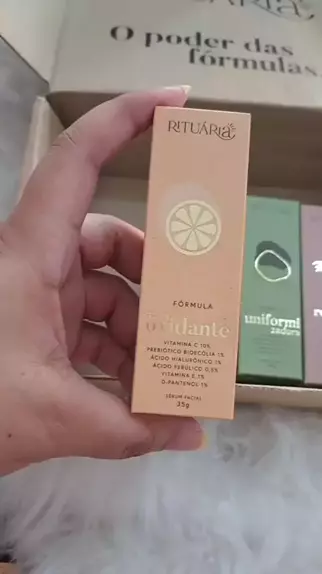 O poder das
fórmulas
RITUÁRIA
FÓRMULA
oxidante
VITAMINA C 10%
PREBIÓTICO BIOECOLIA 1%
ÁCIDO HIALURÔNICO 1%
ÁCIDO FERÚLICO 0,5%
VITAMINA E 1%
D-PANTENOL 1%
SÉRUM FACIAL
35g
uniformi
zadora